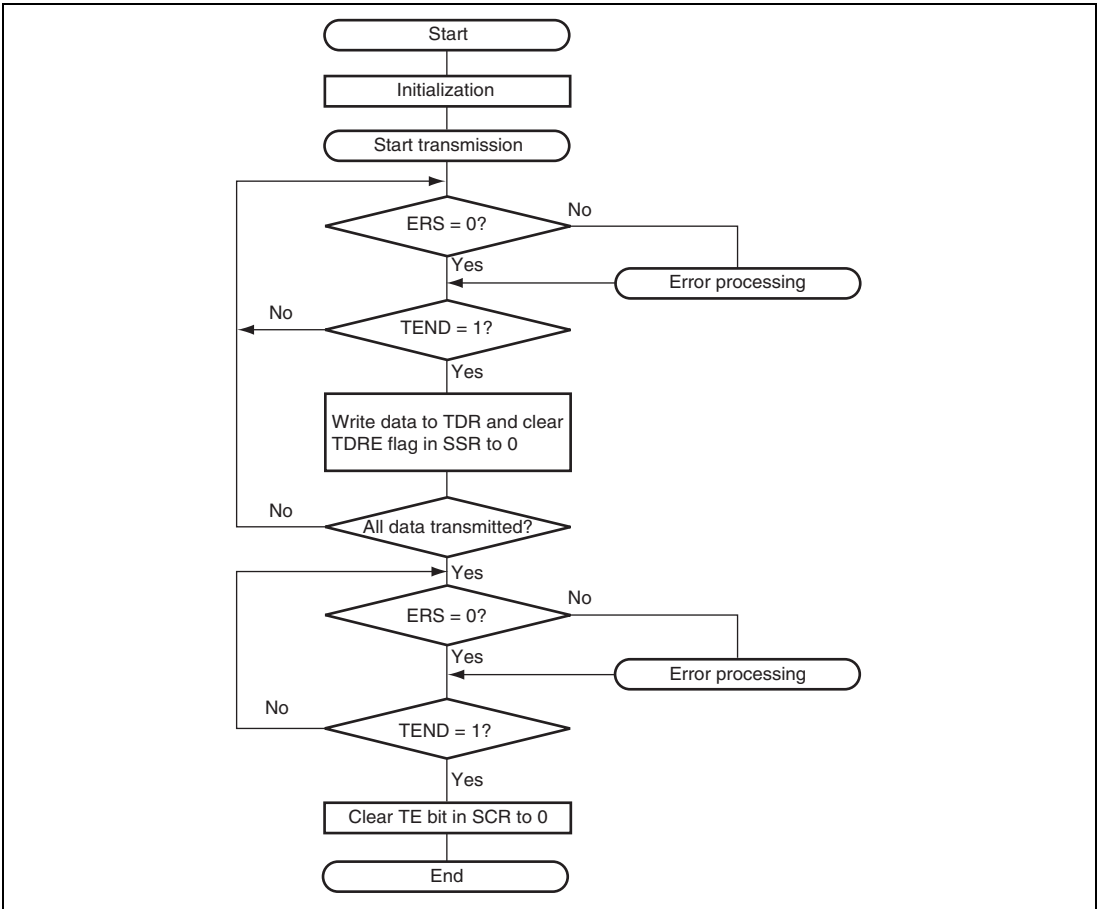 Start
Initialization
Start transmission
ERS = 0?
No
Yes
Error processing
No
TEND = 1?
Yes
Write data to TDR and clear
TDRE flag in SSR to 0
No
All data transmitted?
Yes
ERS = 0?
No
Yes
Error processing
No
TEND = 1?
Yes
Clear TE bit in SCR to 0
End